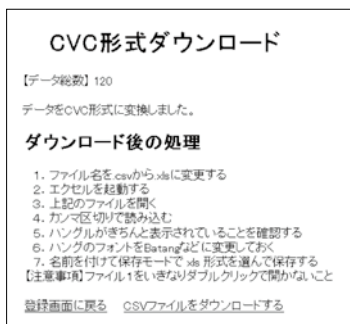 CVC形式ダウンロード
【データ総数】120
データをCVC形式に変換しました。
ダウンロード後の処理
1. ファイル名を.csvから.xlsに変更する
2. エクセルを起動する
3. 上記のファイルを開く
4. カンマ区切りで読み込む
5. ハングルがきちんと表示されていることを確認する
6. ハングのフォントをBatangなどに変更しておく
7. 名前を付けて保存モードで xls 形式を選んで保存する
【注意事項】ファイル1をいきなりダブルクリックで開かないこと
登録画面に戻る CSVファイルをダウンロードする